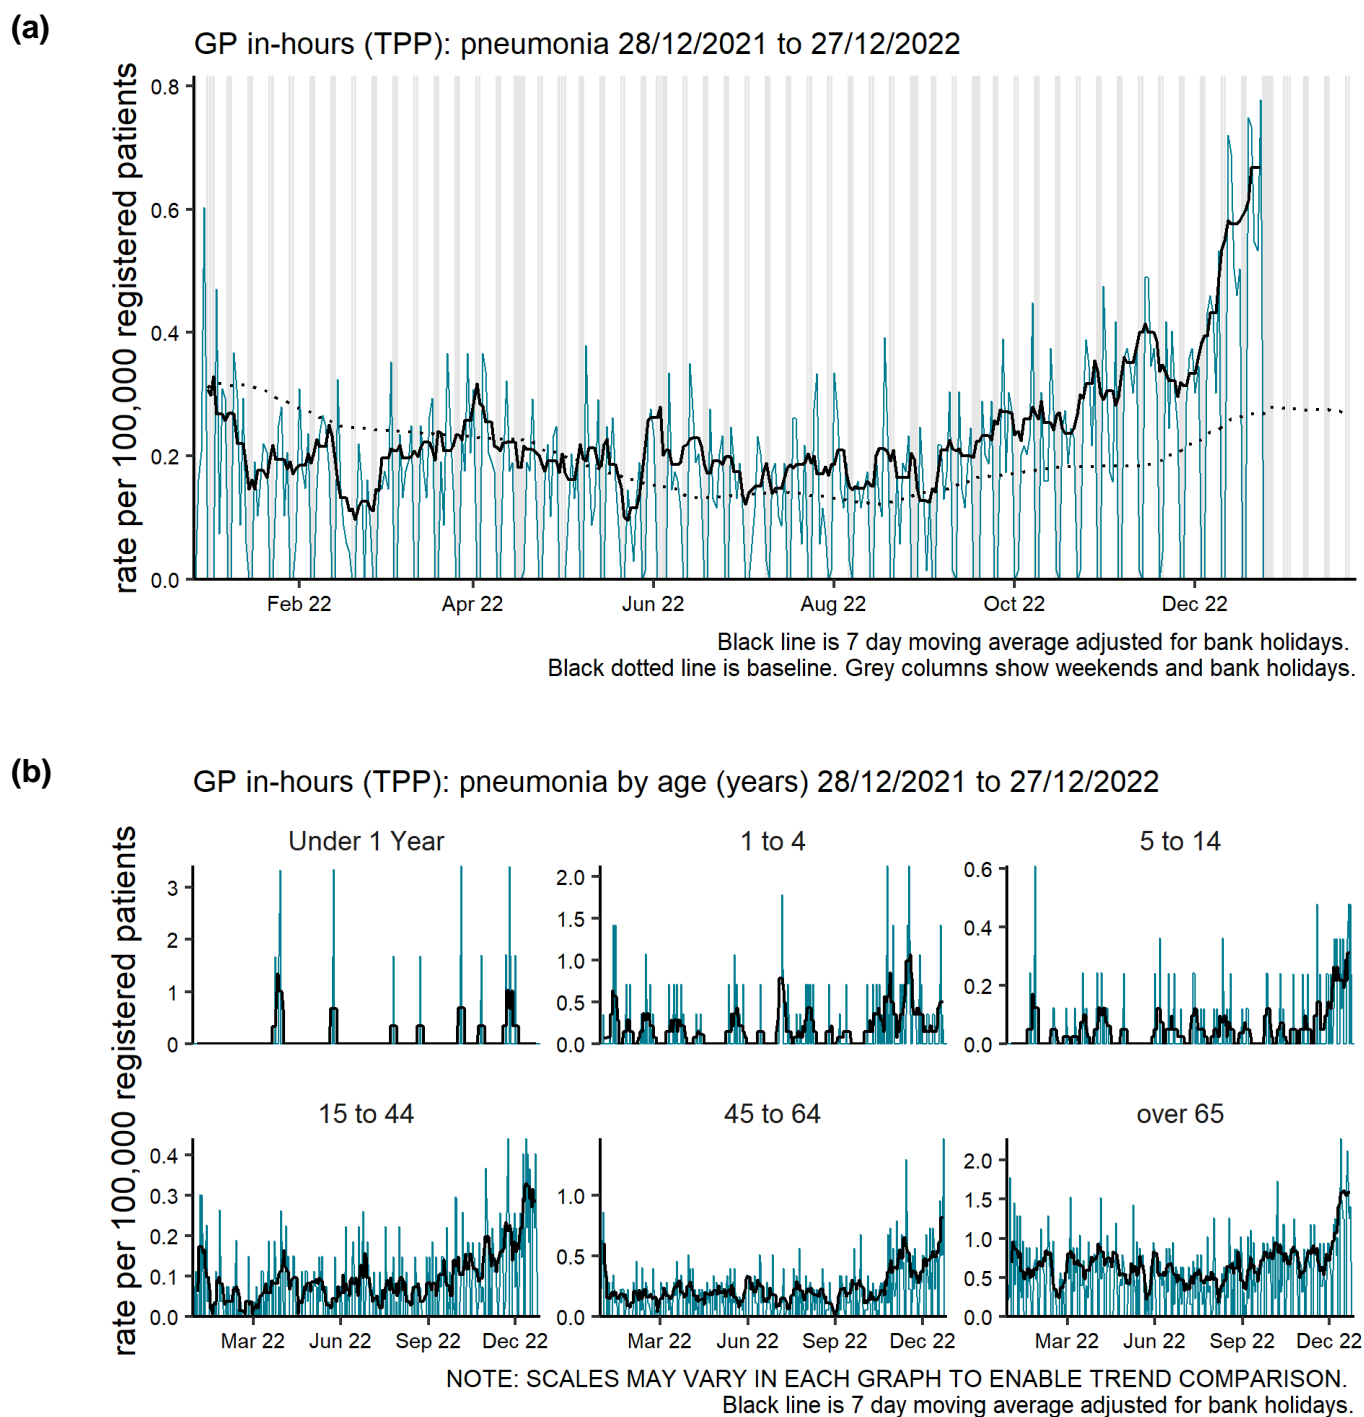 (a)
GP in-hours (TPP): pneumonia 28/12/2021 to 27/12/2022
rate per 100,000 registered patients
0.8
0.6
0.4
0.2
0.0
Feb 22 Apr 22 Jun 22 Aug 22 Oct 22 Dec 22
Black line is 7 day moving average adjusted for bank holidays.
Black dotted line is baseline. Grey columns show weekends and bank holidays.
(b)
GP in-hours (TPP): pneumonia by age (years) 28/12/2021 to 27/12/2022
rate per 100,000 registered patients
Under 1 Year
3
2
1
0
1 to 4
2.0
1.5
1.0
0.5
0.0
5 to 14
0.6
0.4
0.2
0.0
15 to 44
0.4
0.3
0.2
0.1
0.0
Mar 22 Jun 22 Sep 22 Dec 22
45 to 64
1.0
0.5
0.0
Mar 22 Jun 22 Sep 22 Dec 22
over 65
2.0
1.5
1.0
0.5
0.0
Mar 22 Jun 22 Sep 22 Dec 22
NOTE: SCALES MAY VARY IN EACH GRAPH TO ENABLE TREND COMPARISON.
Black line is 7 day moving average adjusted for bank holidays.